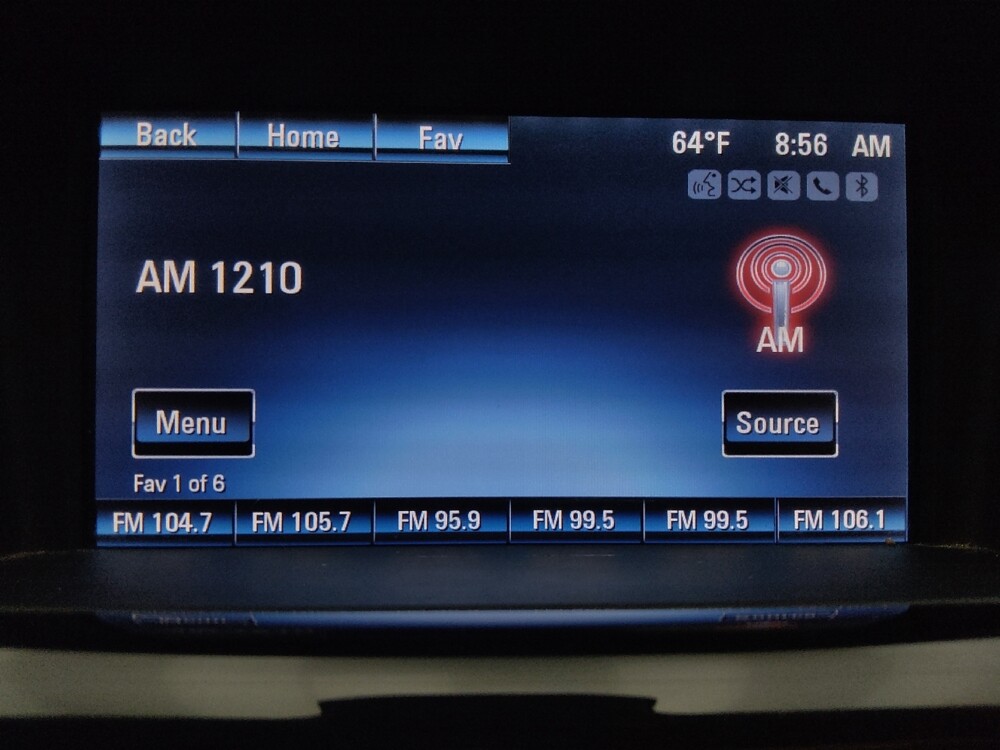 Back Home Fav 64°F 8:56 AM
AM 1210
AM
Menu Source
Fav 1 of 6
FM 104.7 FM 105.7 FM 95.9 FM 99.5 FM 99.5 FM 106.1